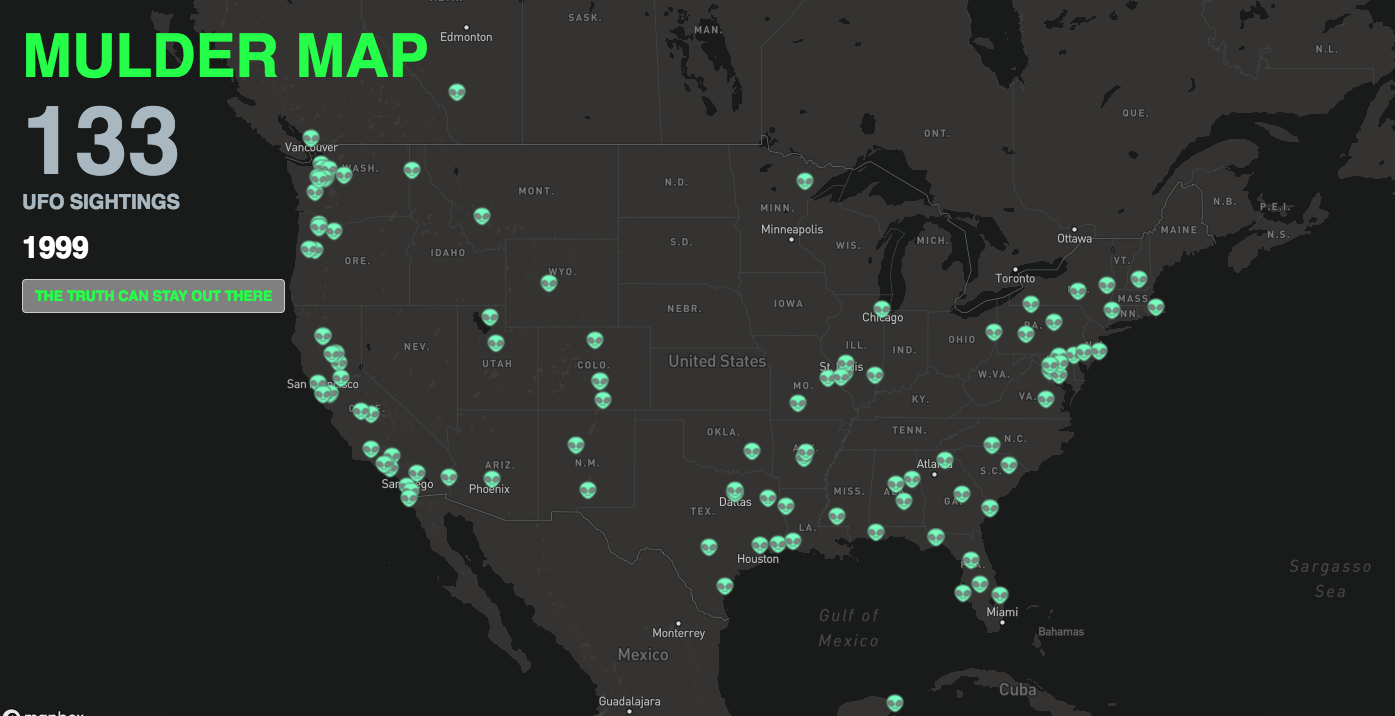 MULDER MAP
133
UFO SIGHTINGS
1999
THE TRUTH CAN STAY OUT THERE
SASK.
MAN.
Edmonton
N.L.
QUE.
ONT.
Vancouver
WASH.
MONT.
N.D.
MINN.
N.B.
P.E.I.
Minneapolis
Ottawa
MAINE
N.S.
S.D.
WIS.
MICH.
IDAHO
ORE.
VT.
WYO.
Toronto
MASS.
NEBR.
IOWA
Chicago
NEV.
UTAH
COLO.
United States
ILL.
IND.
OHIO
PA.
St. Louis
W.VA.
San Francisco
MO.
KY.
VA.
OKLA.
TENN.
N.C.
ARIZ.
N.M.
Atlanta
S.C.
San Diego
Phoenix
Dallas
MISS.
GA.
TEX.
LA.
Houston
Sargasso
Sea
Gulf of
Mexico
Miami
Monterrey
Bahamas
Mexico
Cuba
Guadalajara
mapbox